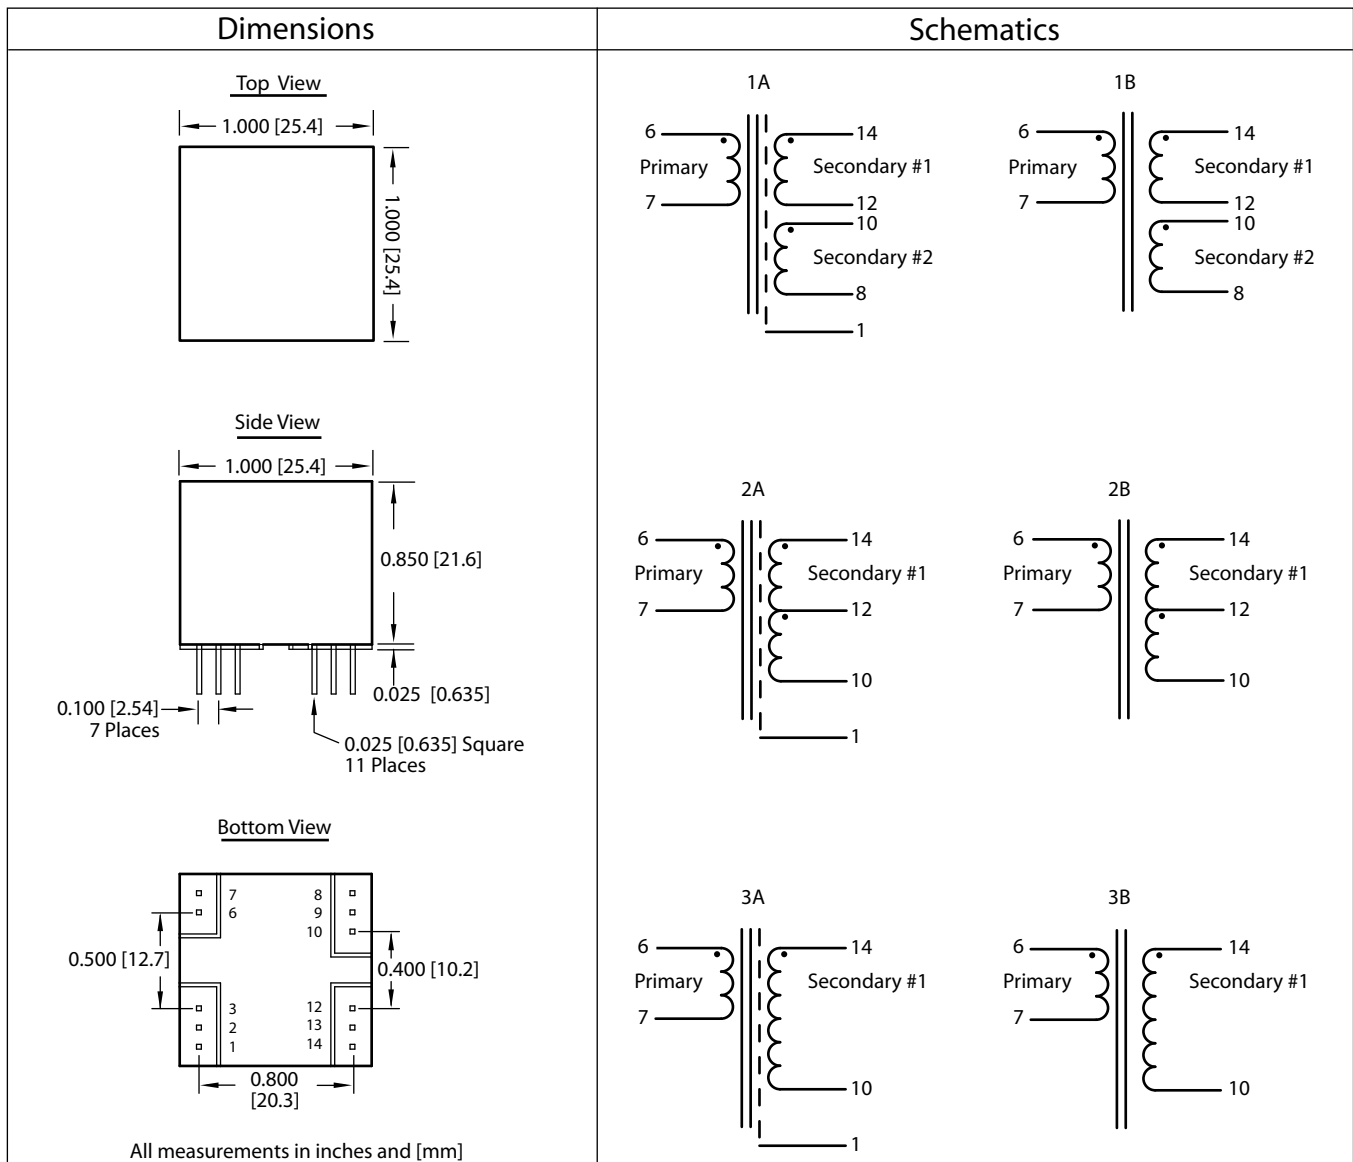 Dimensions
Top View
1.000 [25.4]
1.000 [25.4]
Side View
1.000 [25.4]
0.850 [21.6]
0.025 [0.635]
0.100 [2.54]
7 Places
0.025 [0.635] Square
11 Places
Bottom View
7 8
6 9
10
0.500 [12.7]
0.400 [10.2]
3 12
2 13
1 14
0.800
[20.3]
All measurements in inches and [mm]
Schematics
1A
6 14
Primary Secondary #1
7 12
10
Secondary #2
8
1
1B
6 14
Primary Secondary #1
7 12
10
Secondary #2
8
2A
6 14
Primary Secondary #1
7 12
10
1
2B
6 14
Primary Secondary #1
7 12
10
3A
6 14
Primary Secondary #1
7
10
1
3B
6 14
Primary Secondary #1
7
10